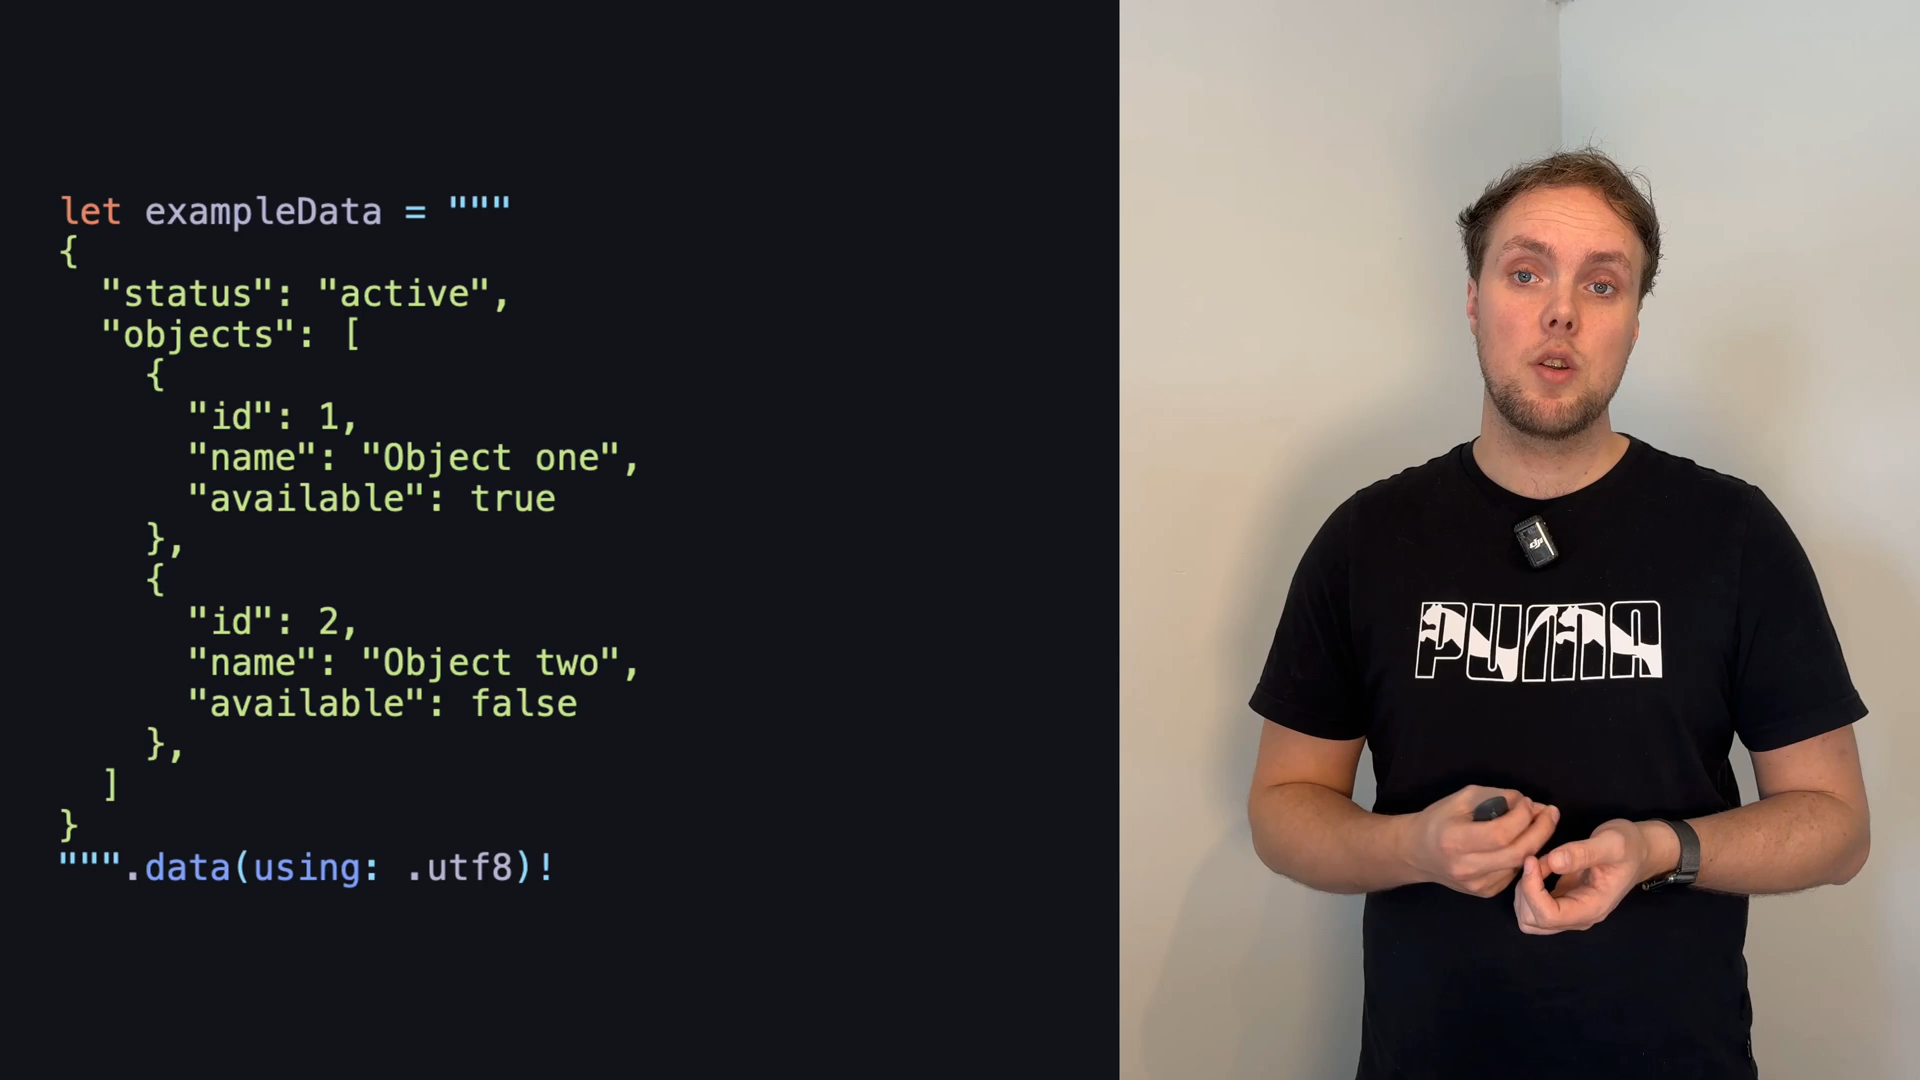 let exampleData = """
{
  "status": "active",
  "objects": [
    {
      "id": 1,
      "name": "Object one",
      "available": true
    },
    {
      "id": 2,
      "name": "Object two",
      "available": false
    },
  ]
}
""".data(using: .utf8)!
dji
PUMA